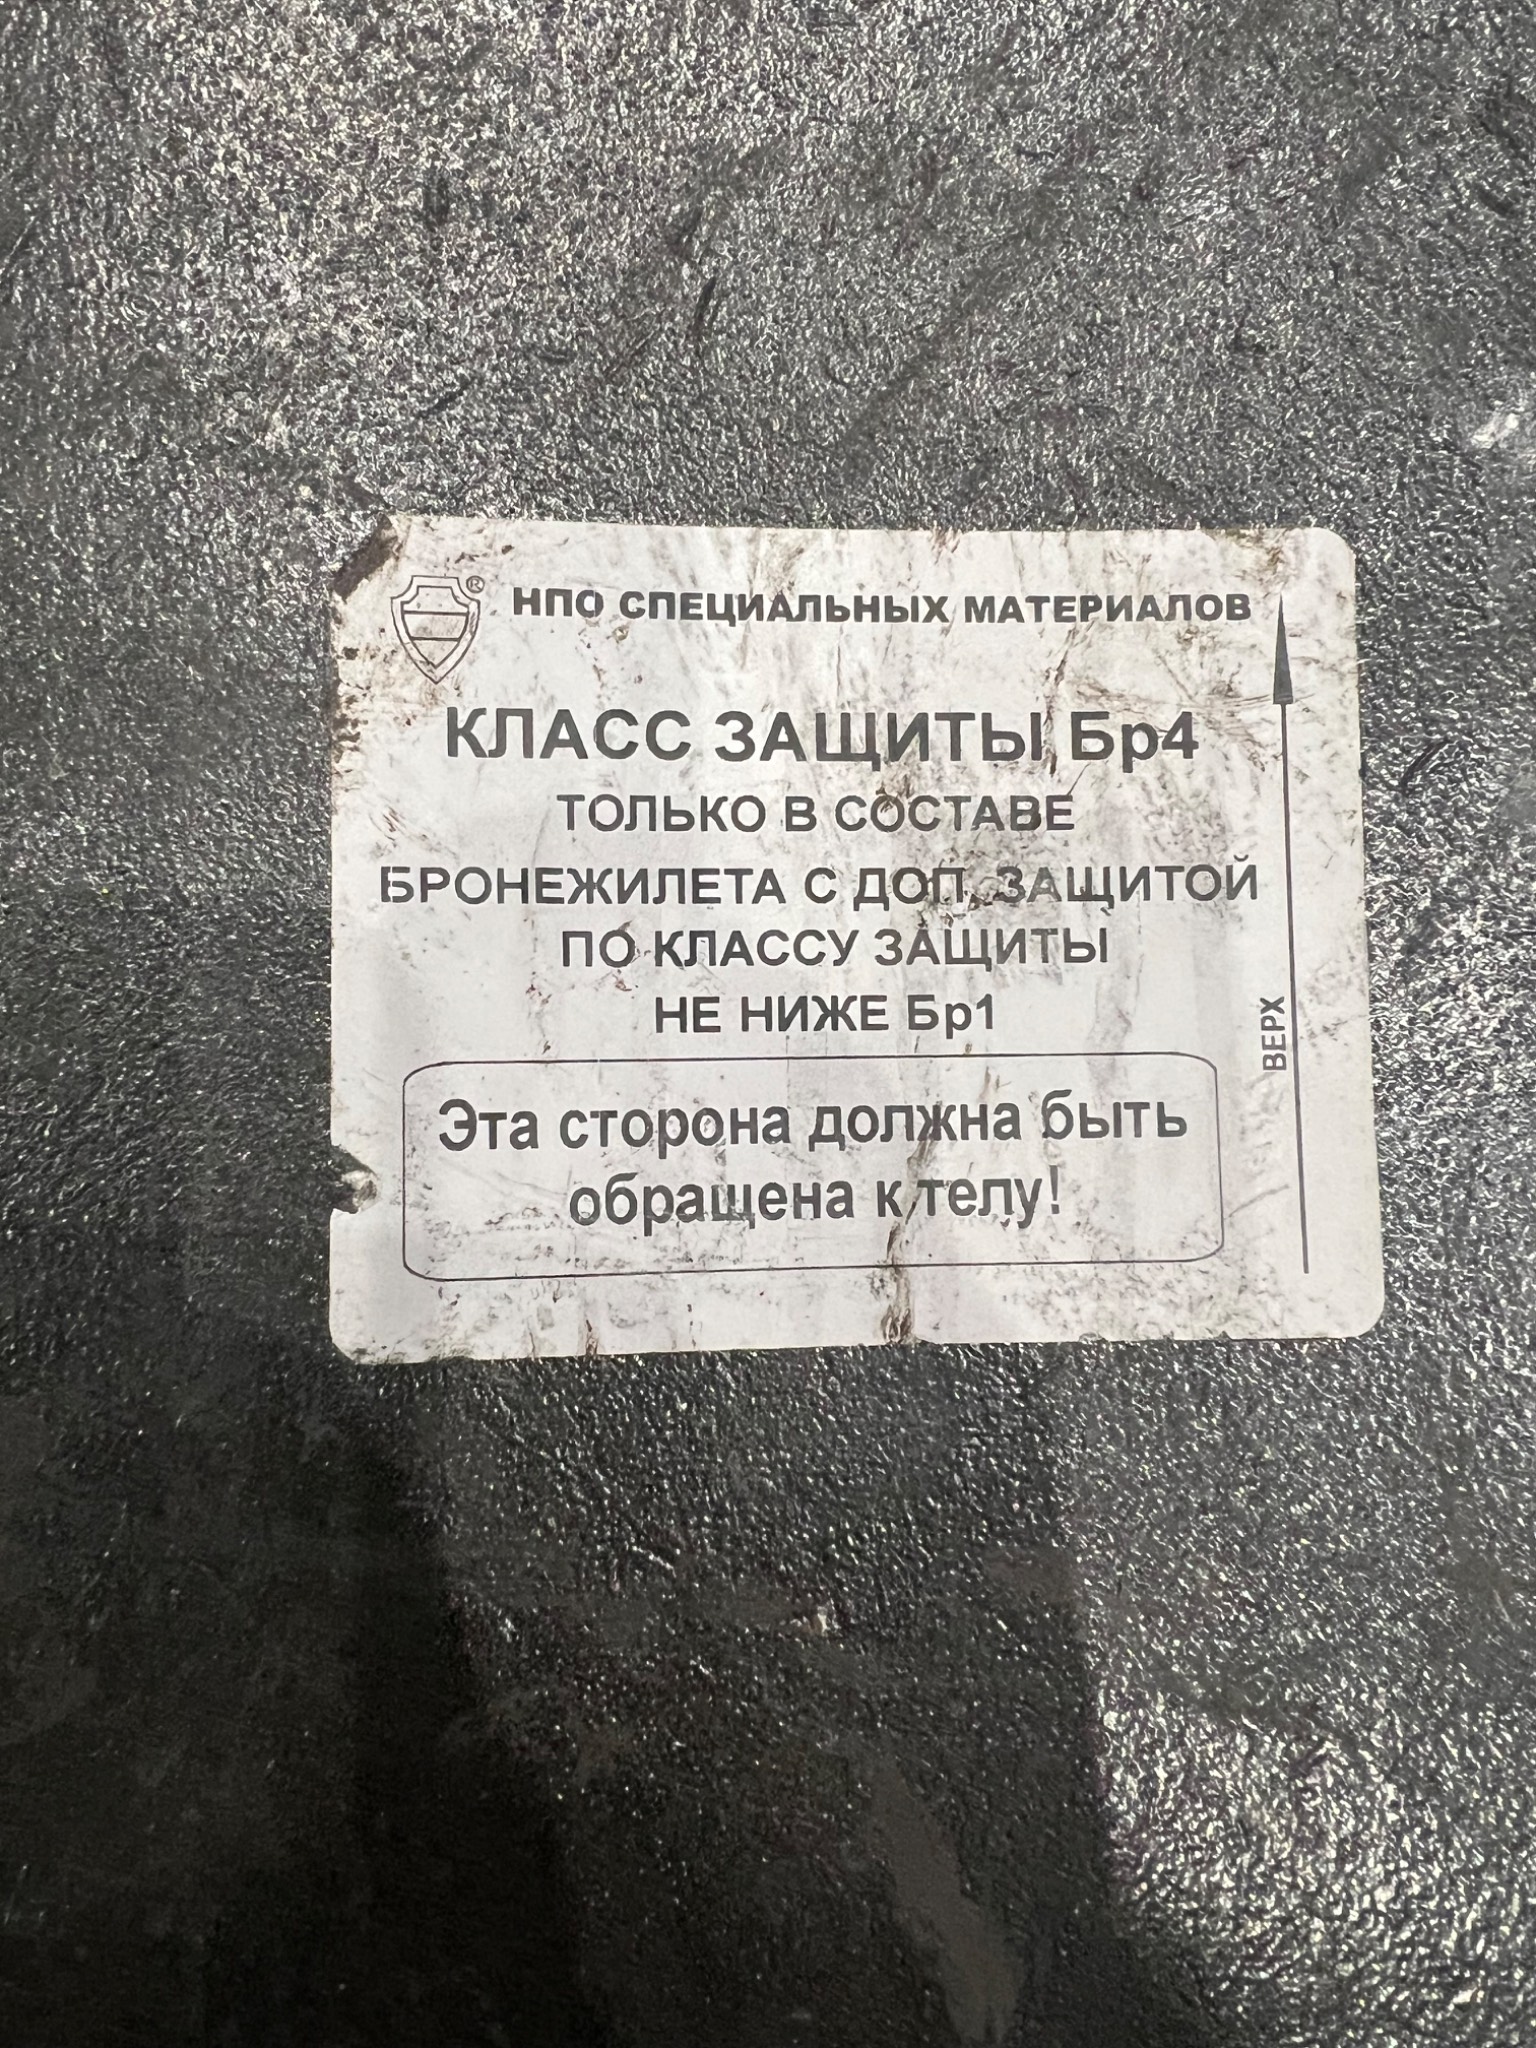 ® НПО СПЕЦИАЛЬНЫХ МАТЕРИАЛОВ
КЛАСС ЗАЩИТЫ Бр4
ТОЛЬКО В СОСТАВЕ
БРОНЕЖИЛЕТА С ДОП. ЗАЩИТОЙ
ПО КЛАССУ ЗАЩИТЫ
НЕ НИЖЕ Бр1
ВЕРХ
Эта сторона должна быть
обращена к телу!